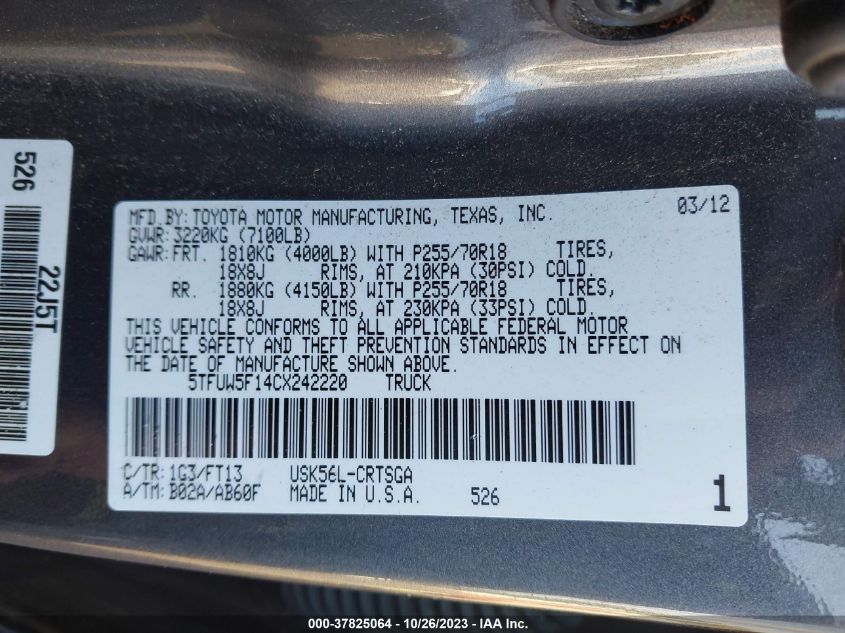 526
22J5T
MFD.BY:TOYOTA MOTOR MANUFACTURING, TEXAS, INC. 03/12
GVWR:3220KG (7100LB)
GAWR:FRT. 1810KG (4000LB) WITH P255/70R18 TIRES,
18X8J RIMS, AT 210KPA (30PSI) COLD.
RR. 1880KG (4150LB) WITH P255/70R18 TIRES,
18X8J RIMS, AT 230KPA (33PSI) COLD.
THIS VEHICLE CONFORMS TO ALL APPLICABLE FEDERAL MOTOR
VEHICLE SAFETY AND THEFT PREVENTION STANDARDS IN EFFECT ON
THE DATE OF MANUFACTURE SHOWN ABOVE.
5TFUW5F14CX242220 TRUCK
C/TR:1G3/FT13 USK56L-CRTSGA
A/TM:B02A/AB60F MADE IN U.S.A. 526 1
000-37825064 - 10/26/2023 - IAA Inc.